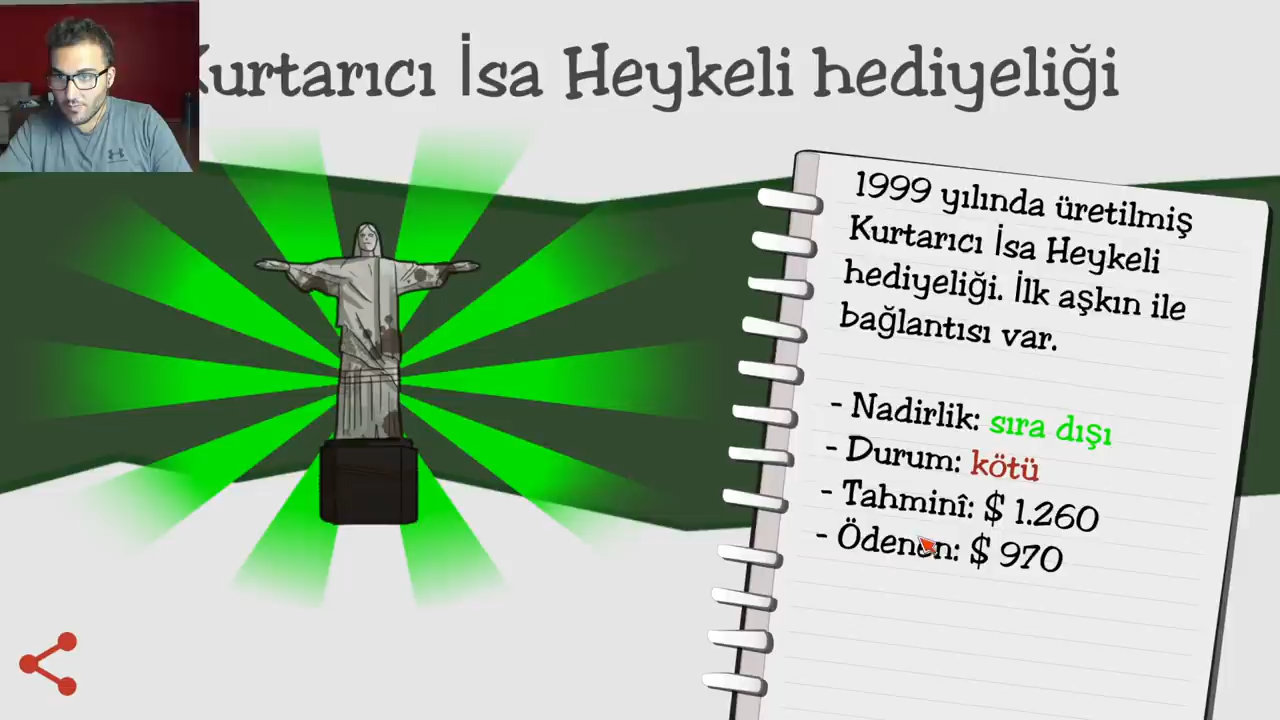 Kurtarıcı İsa Heykeli hediyeliği
1999 yılında üretilmiş
Kurtarıcı İsa Heykeli
hediyeliği. İlk aşkın ile
bağlantısı var.
- Nadirlik: sıra dışı
- Durum: kötü
- Tahminî: $ 1.260
- Ödenen: $ 970